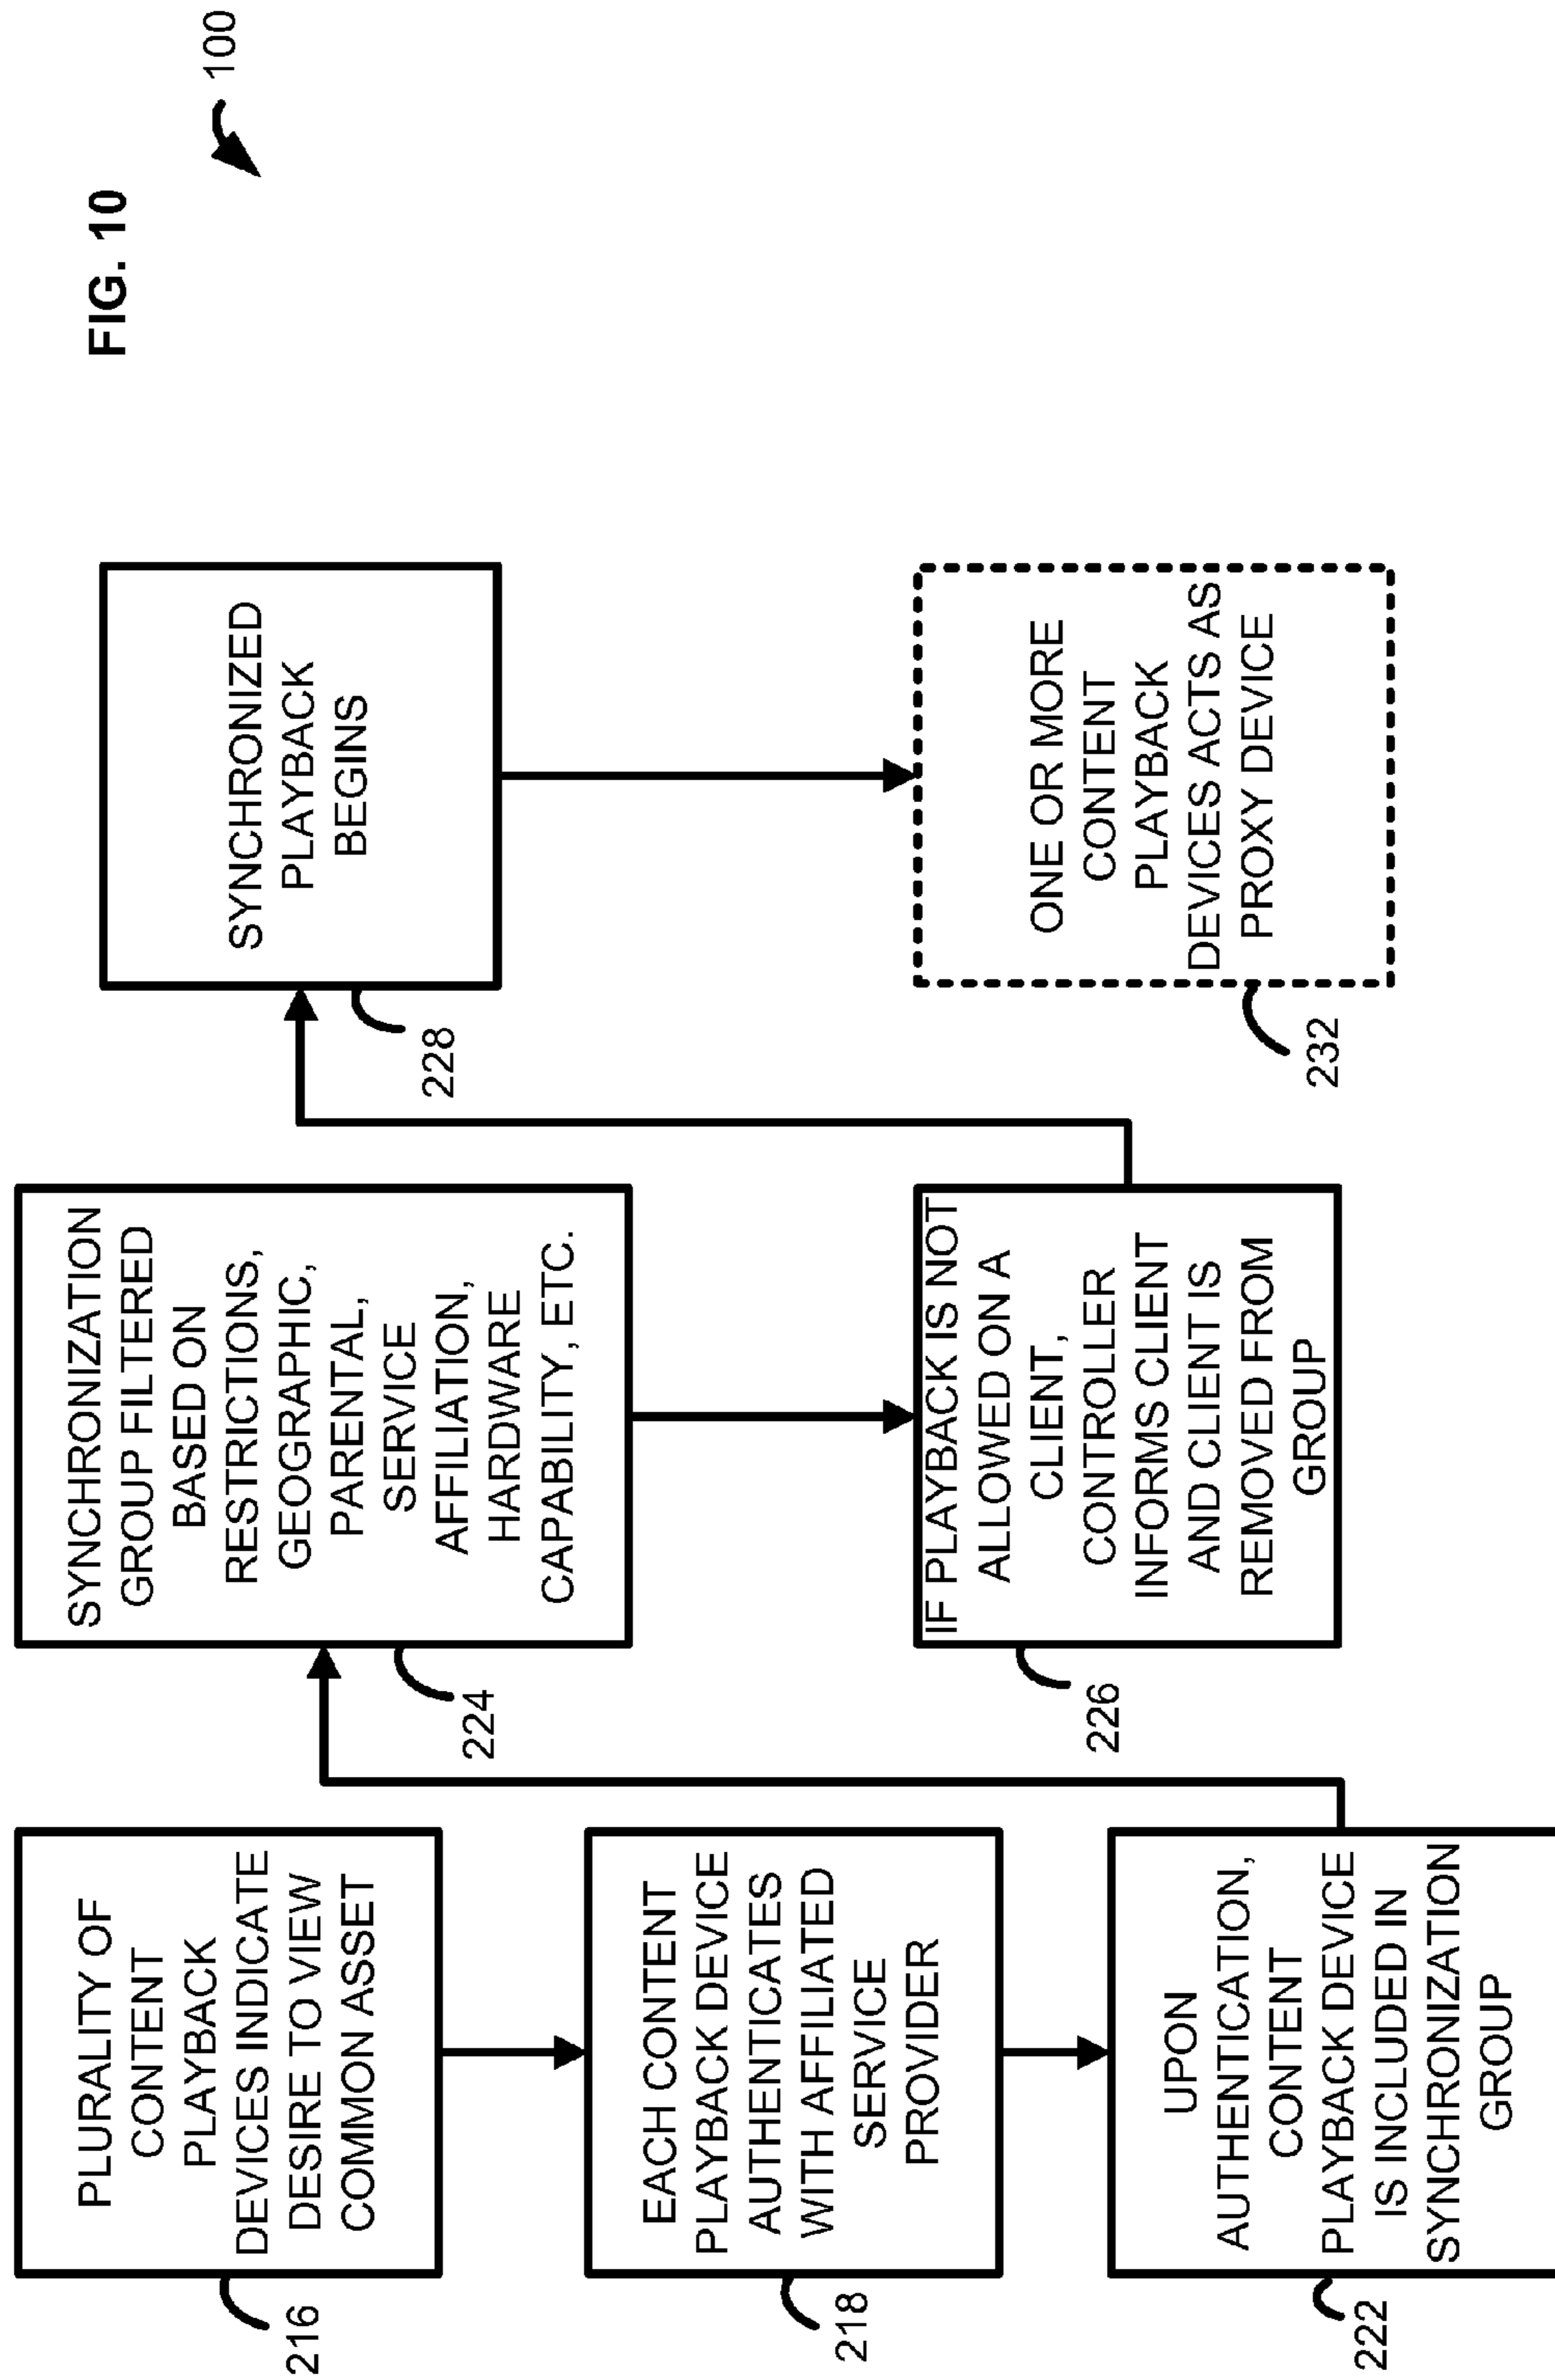 FIG. 10
100
PLURALITY OF
CONTENT
PLAYBACK
DEVICES INDICATE
DESIRE TO VIEW
COMMON ASSET
216
EACH CONTENT
PLAYBACK DEVICE
AUTHENTICATES
WITH AFFILIATED
SERVICE
PROVIDER
218
UPON
AUTHENTICATION,
CONTENT
PLAYBACK DEVICE
IS INCLUDED IN
SYNCHRONIZATION
GROUP
222
SYNCHRONIZATION
GROUP FILTERED
BASED ON
RESTRICTIONS,
GEOGRAPHIC,
PARENTAL,
SERVICE
AFFILIATION,
HARDWARE
CAPABILITY, ETC.
224
IF PLAYBACK IS NOT
ALLOWED ON A
CLIENT,
CONTROLLER
INFORMS CLIENT
AND CLIENT IS
REMOVED FROM
GROUP
226
SYNCHRONIZED
PLAYBACK
BEGINS
228
ONE OR MORE
CONTENT
PLAYBACK
DEVICES ACTS AS
PROXY DEVICE
232